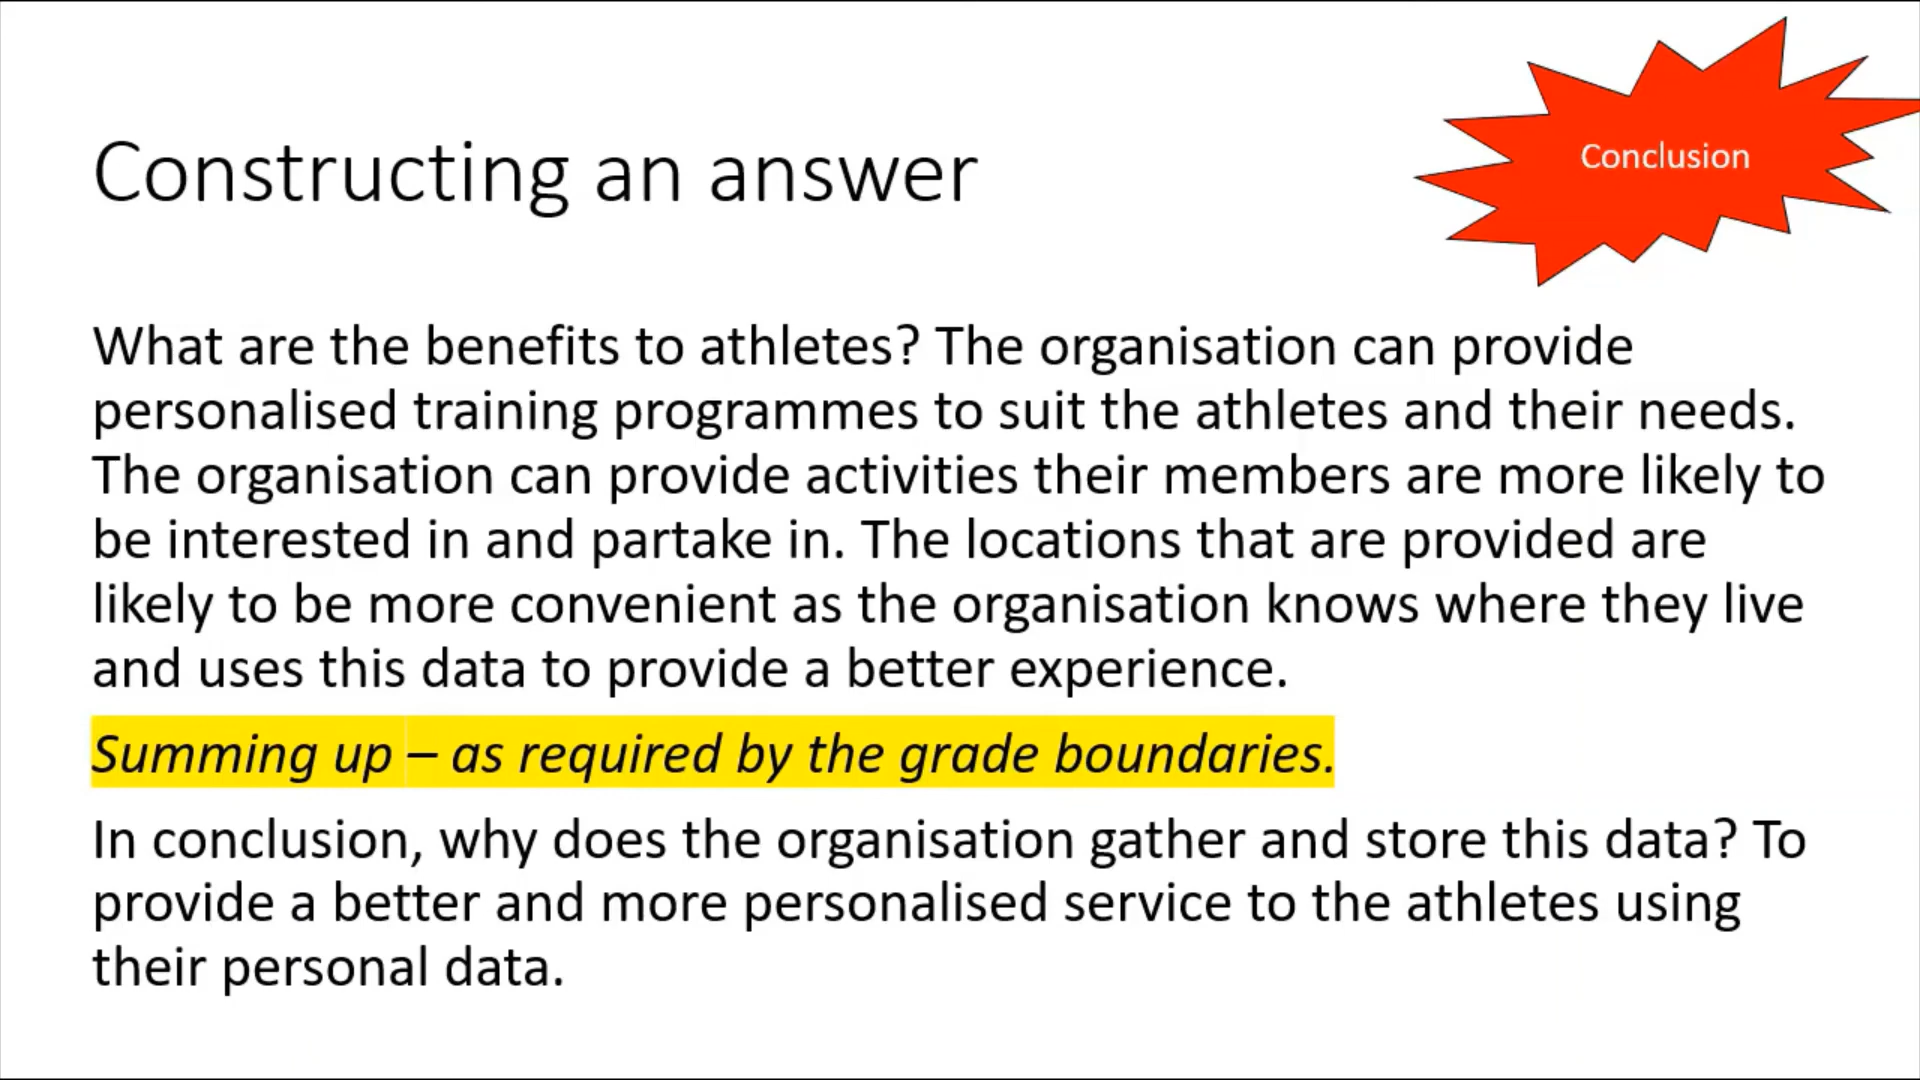 Conclusion
Constructing an answer
What are the benefits to athletes? The organisation can provide
personalised training programmes to suit the athletes and their needs.
The organisation can provide activities their members are more likely to
be interested in and partake in. The locations that are provided are
likely to be more convenient as the organisation knows where they live
and uses this data to provide a better experience.
Summing up – as required by the grade boundaries.
In conclusion, why does the organisation gather and store this data? To
provide a better and more personalised service to the athletes using
their personal data.